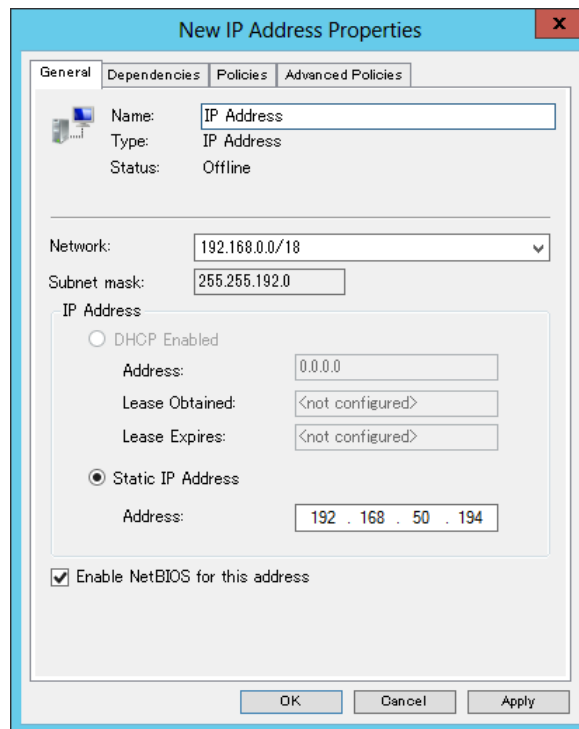 New IP Address Properties
x
General Dependencies Policies Advanced Policies
Name: IP Address
Type: IP Address
Status: Offline
Network: 192.168.0.0/18
Subnet mask: 255.255.192.0
IP Address
DHCP Enabled
Address: 0.0.0.0
Lease Obtained: <not configured>
Lease Expires: <not configured>
Static IP Address
Address: 192 . 168 . 50 . 194
Enable NetBIOS for this address
OK Cancel Apply